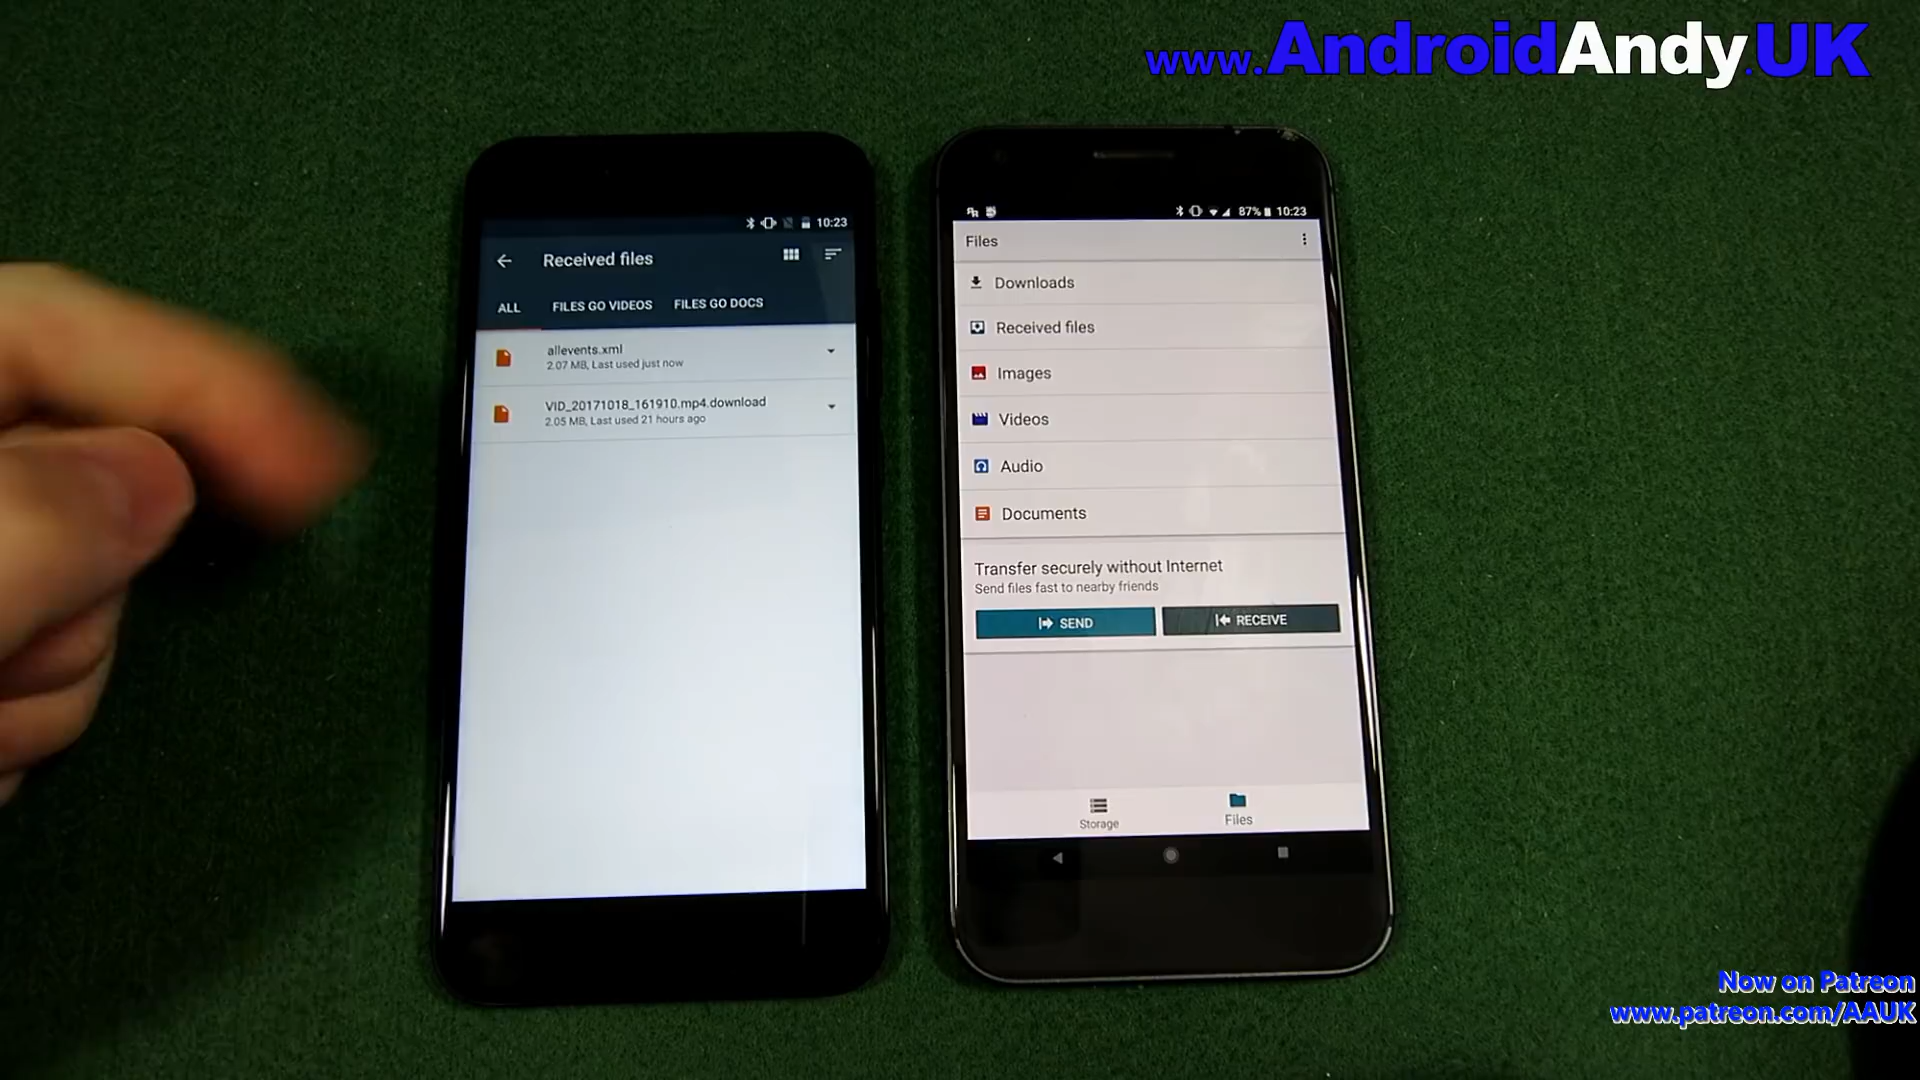 www.AndroidAndy.UK
10:23
Received files
ALL FILES GO VIDEOS FILES GO DOCS
allevents.xml
2.07 MB, Last used just now
VID_20171018_161910.mp4.download
2.05 MB, Last used 21 hours ago
87% 10:23
Files
Downloads
Received files
Images
Videos
Audio
Documents
Transfer securely without Internet
Send files fast to nearby friends
SEND RECEIVE
Storage Files
Now on Patreon
www.patreon.com/AAUK